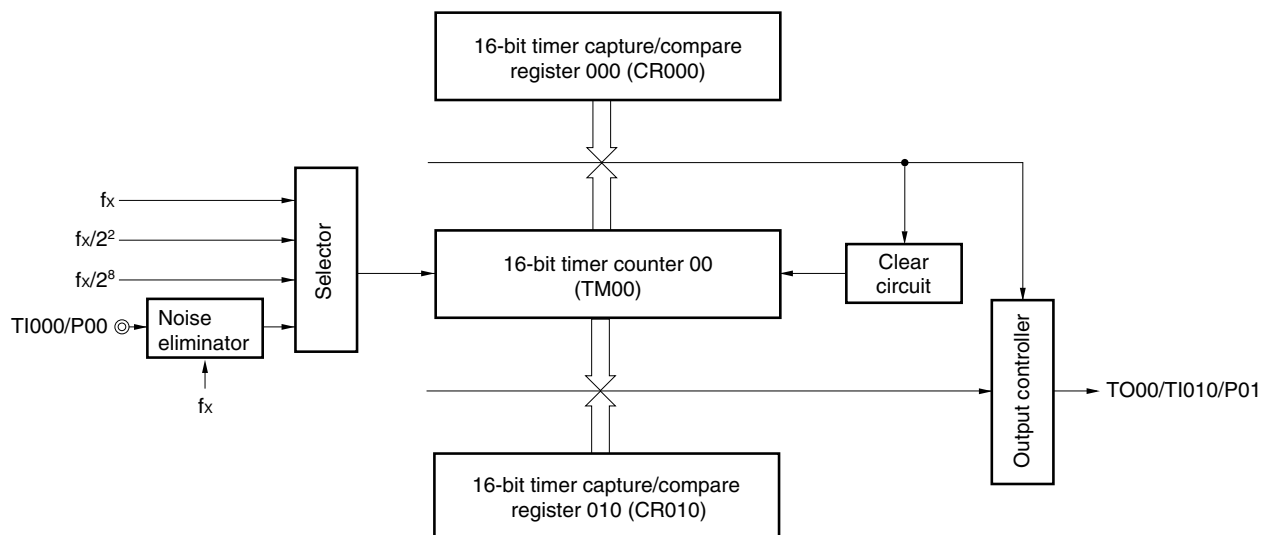 16-bit timer capture/compare
register 000 (CR000)
fx
fx/2²
fx/2⁸
TI000/P00
Noise
eliminator
fx
Selector
16-bit timer counter 00
(TM00)
Clear
circuit
Output controller
TO00/TI010/P01
16-bit timer capture/compare
register 010 (CR010)